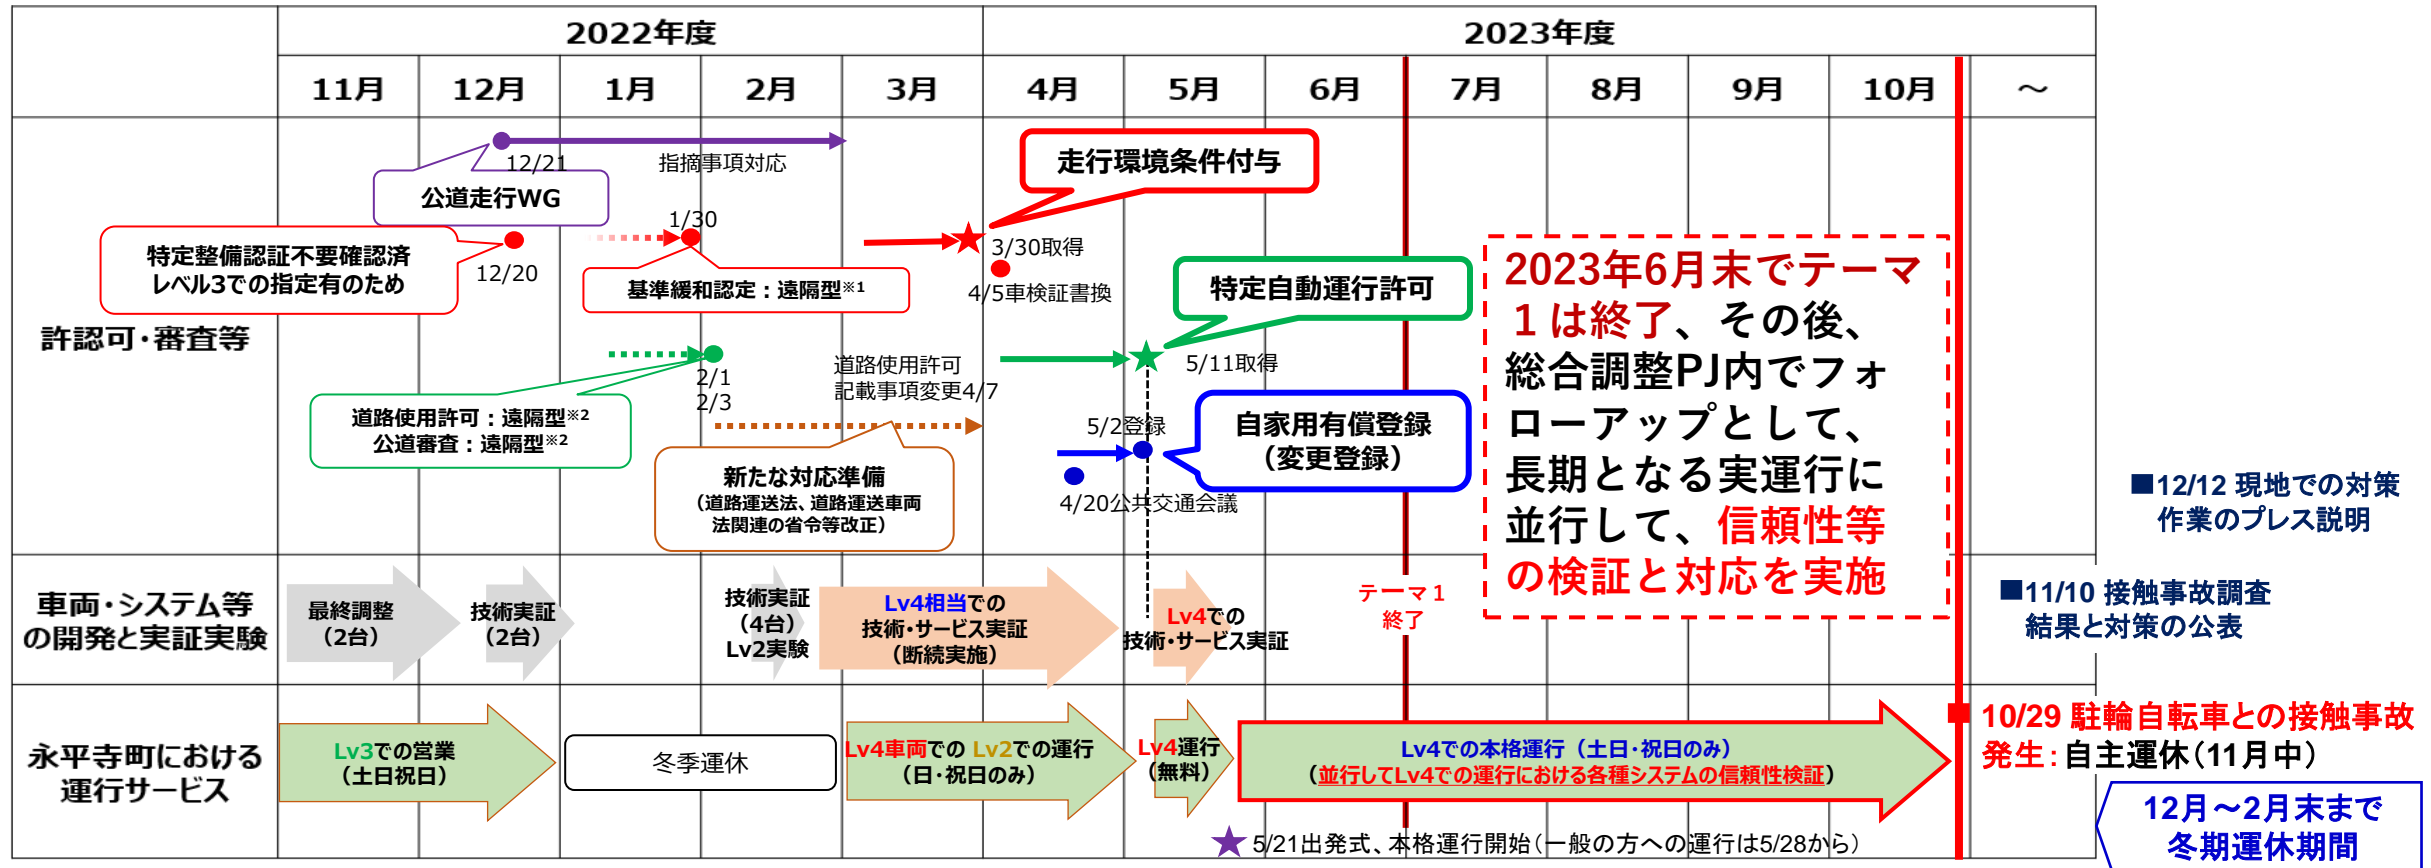 2022年度
2023年度
11月
12月
1月
2月
3月
4月
5月
6月
7月
8月
9月
10月
～
許認可・審査等
12/21
指摘事項対応
公道走行WG
特定整備認証不要確認済
レベル3での指定有のため
12/20
1/30
基準緩和認定：遠隔型※1
走行環境条件付与
3/30取得
4/5車検証書換
2/1
2/3
道路使用許可：遠隔型※2
公道審査：遠隔型※2
道路使用許可
記載事項変更4/7
特定自動運行許可
5/11取得
新たな対応準備
（道路運送法、道路運送車両
法関連の省令等改正）
5/2登録
自家用有償登録
（変更登録）
4/20公共交通会議
2023年6月末でテーマ
１は終了、その後、
総合調整PJ内でフォ
ローアップとして、
長期となる実運行に
並行して、信頼性等
の検証と対応を実施
■12/12 現地での対策
作業のプレス説明
車両・システム等
の開発と実証実験
最終調整
（2台）
技術実証
（2台）
技術実証
（4台）
Lv2実験
Lv4相当での
技術・サービス実証
（断続実施）
Lv4での
技術・サービス実証
テーマ１
終了
■11/10 接触事故調査
結果と対策の公表
永平寺町における
運行サービス
Lv3での営業
（土日祝日）
冬季運休
Lv4車両での Lv2での運行
（日・祝日のみ）
Lv4運行
（無料）
Lv4での本格運行（土日・祝日のみ）
（並行してLv4での運行における各種システムの信頼性検証）
10/29 駐輪自転車との接触事故
発生：自主運休（11月中）
12月～2月末まで
冬期運休期間
5/21出発式、本格運行開始（一般の方への運行は5/28から）